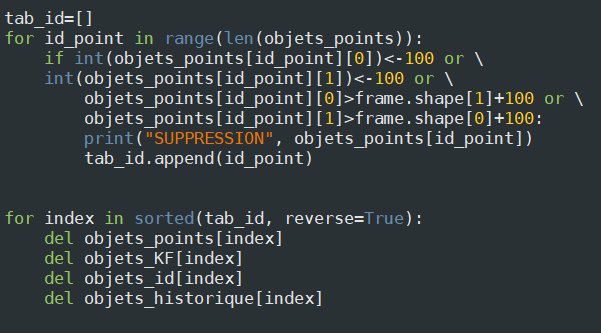 tab_id=[]
for id_point in range(len(objets_points)):
    if int(objets_points[id_point][0])<-100 or \
    int(objets_points[id_point][1])<-100 or \
        objets_points[id_point][0]>frame.shape[1]+100 or \
        objets_points[id_point][1]>frame.shape[0]+100:
        print("SUPPRESSION", objets_points[id_point])
        tab_id.append(id_point)
for index in sorted(tab_id, reverse=True):
    del objets_points[index]
    del objets_KF[index]
    del objets_id[index]
    del objets_historique[index]